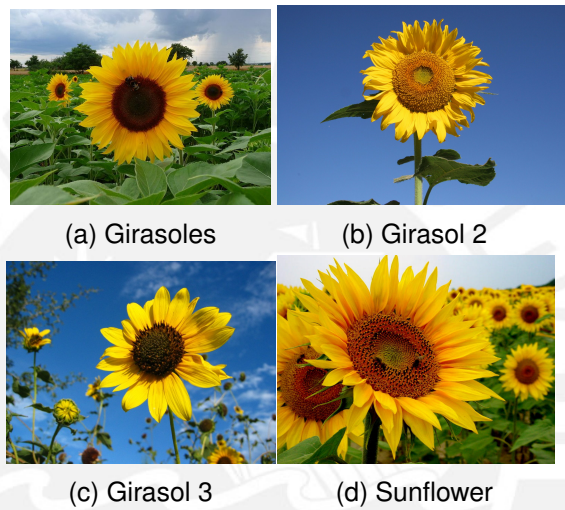 (a) Girasoles
(b) Girasol 2
(c) Girasol 3
(d) Sunflower